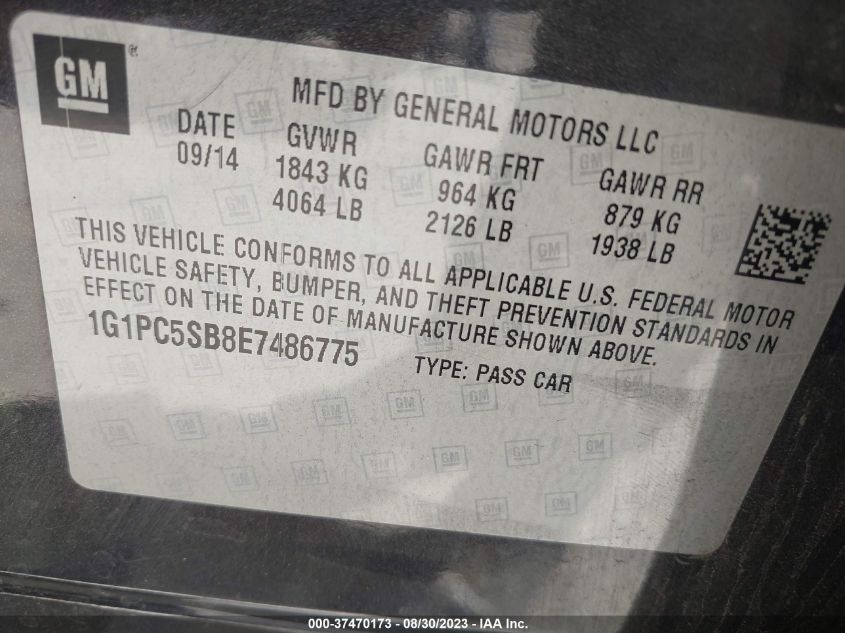 GM ®
MFD BY GENERAL MOTORS LLC
DATE GVWR GAWR FRT GAWR RR
09/14 1843 KG 964 KG 879 KG
4064 LB 2126 LB 1938 LB
THIS VEHICLE CONFORMS TO ALL APPLICABLE U.S. FEDERAL MOTOR
VEHICLE SAFETY, BUMPER, AND THEFT PREVENTION STANDARDS IN
EFFECT ON THE DATE OF MANUFACTURE SHOWN ABOVE.
1G1PC5SB8E7486775 TYPE: PASS CAR
000-37470173 - 08/30/2023 - IAA Inc.